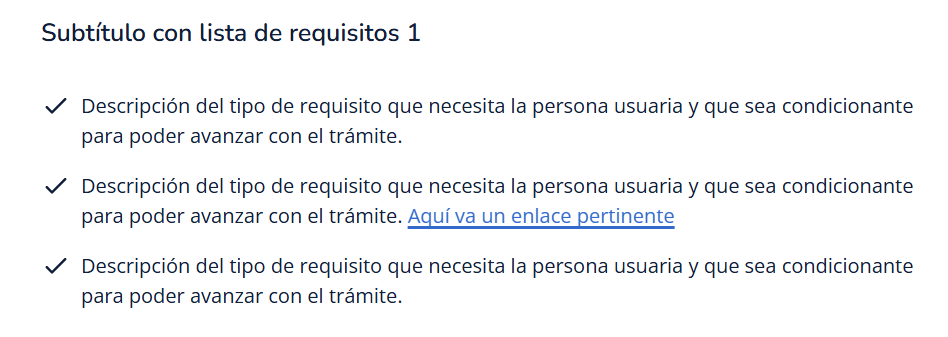 Subtítulo con lista de requisitos 1
Descripción del tipo de requisito que necesita la persona usuaria y que sea condicionante
para poder avanzar con el trámite.
Descripción del tipo de requisito que necesita la persona usuaria y que sea condicionante
para poder avanzar con el trámite. Aquí va un enlace pertinente
Descripción del tipo de requisito que necesita la persona usuaria y que sea condicionante
para poder avanzar con el trámite.